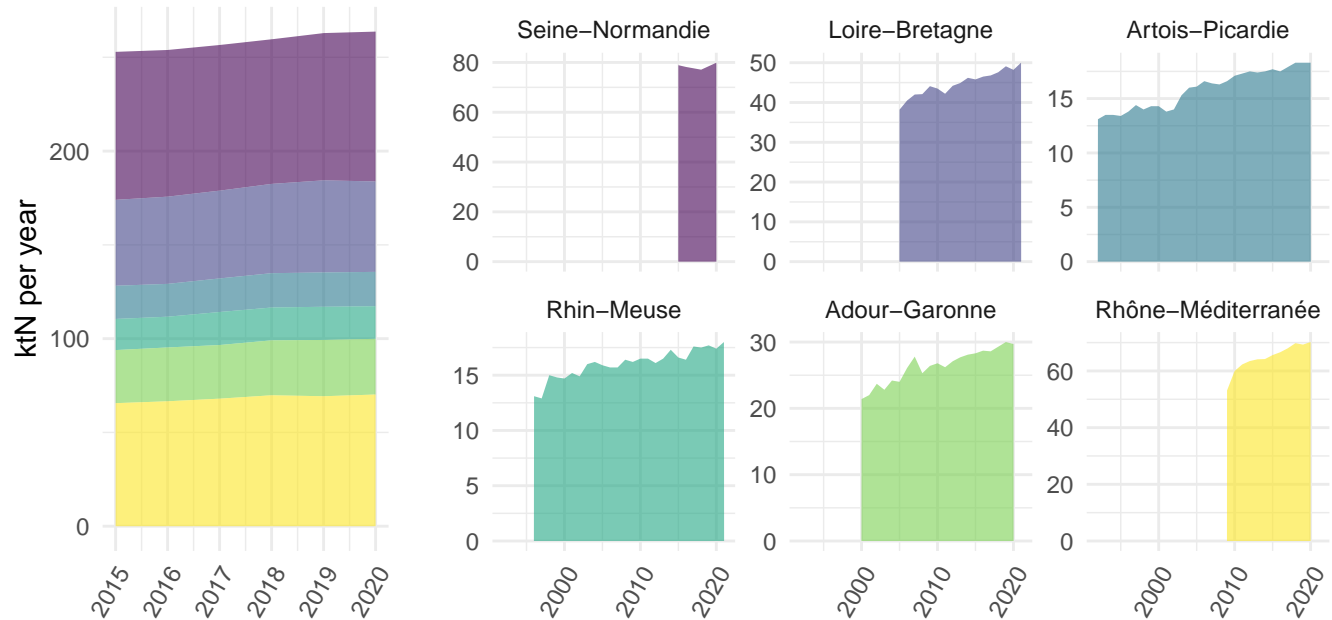 ktN per year
200
100
0
2015 2016 2017 2018 2019 2020
Seine−Normandie
80
60
40
20
0
Loire−Bretagne
50
40
30
20
10
0
Artois−Picardie
15
10
5
0
Rhin−Meuse
15
10
5
0
2000 2010 2020
Adour−Garonne
30
20
10
0
2000 2010 2020
Rhône−Méditerranée
60
40
20
0
2000 2010 2020